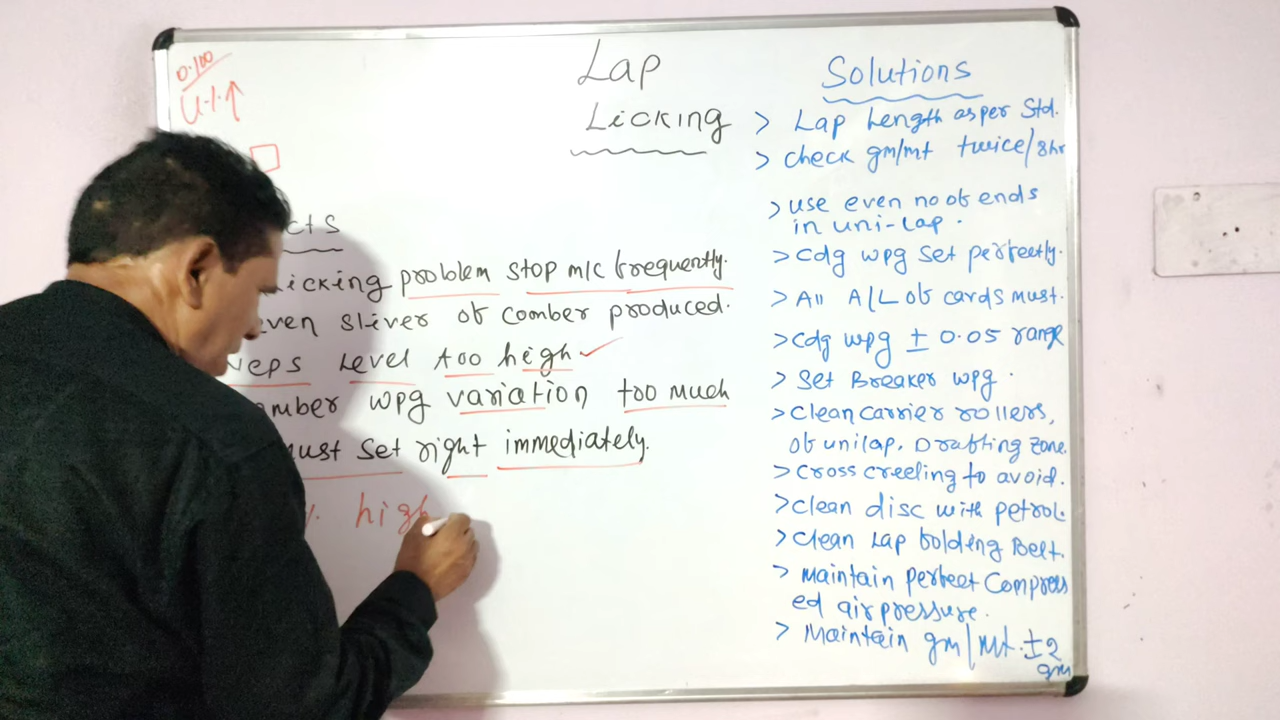 0.100
U.%↑
Lap
Licking
cts
icking problem stop m/c frequently.
even sliver of comber produced.
Neps Level too high ✓
omber wpg variation too much
must set right immediately.
%. high
Solutions
> Lap Length as per Std.
> check gm/mt twice/8hr
> use even no of ends
in uni-Lap.
> cdg wpg set perfectly.
> All A/L of cards must.
> cdg wpg ± 0.05 range
> Set Breaker wpg.
> clean carrier rollers,
of unilap, Drafting zone.
> cross creeling to avoid.
> clean disc with petrol.
> clean Lap folding Belt.
> Maintain perfect Compress
ed air pressure.
> Maintain gm/mt. ±2
gm